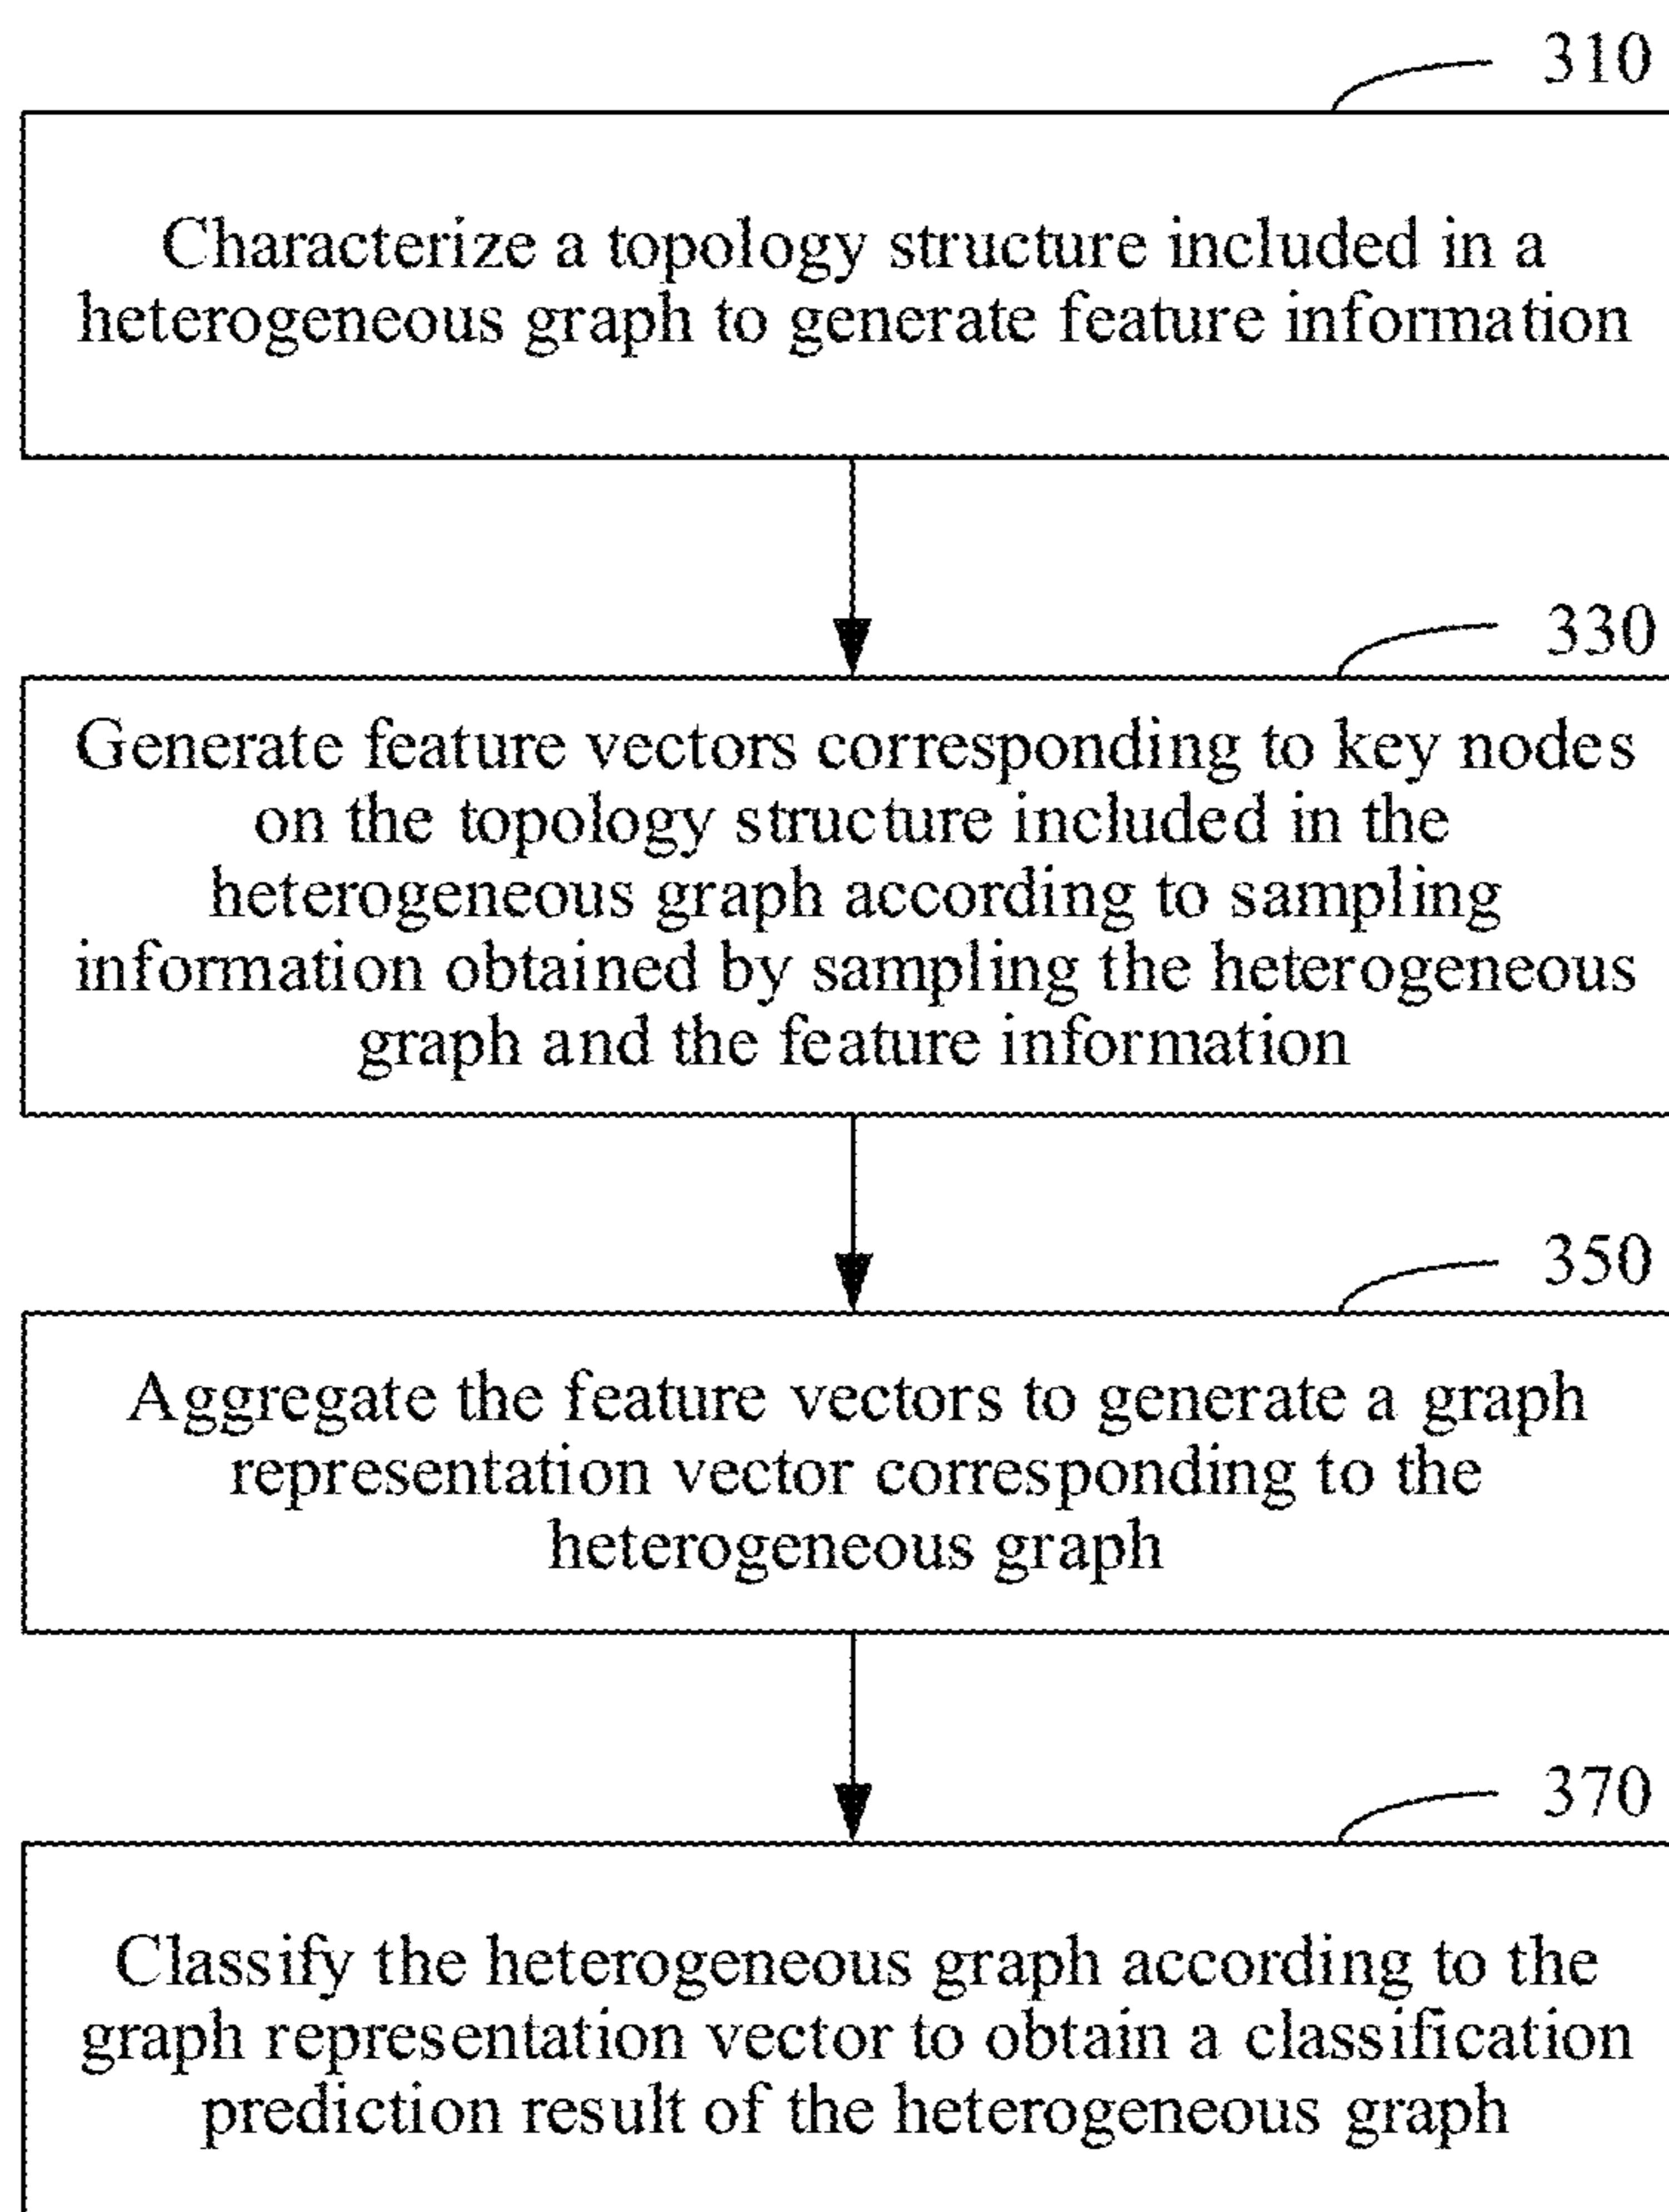 310
Characterize a topology structure included in a
heterogeneous graph to generate feature information
330
Generate feature vectors corresponding to key nodes
on the topology structure included in the
heterogeneous graph according to sampling
information obtained by sampling the heterogeneous
graph and the feature information
350
Aggregate the feature vectors to generate a graph
representation vector corresponding to the
heterogeneous graph
370
Classify the heterogeneous graph according to the
graph representation vector to obtain a classification
prediction result of the heterogeneous graph